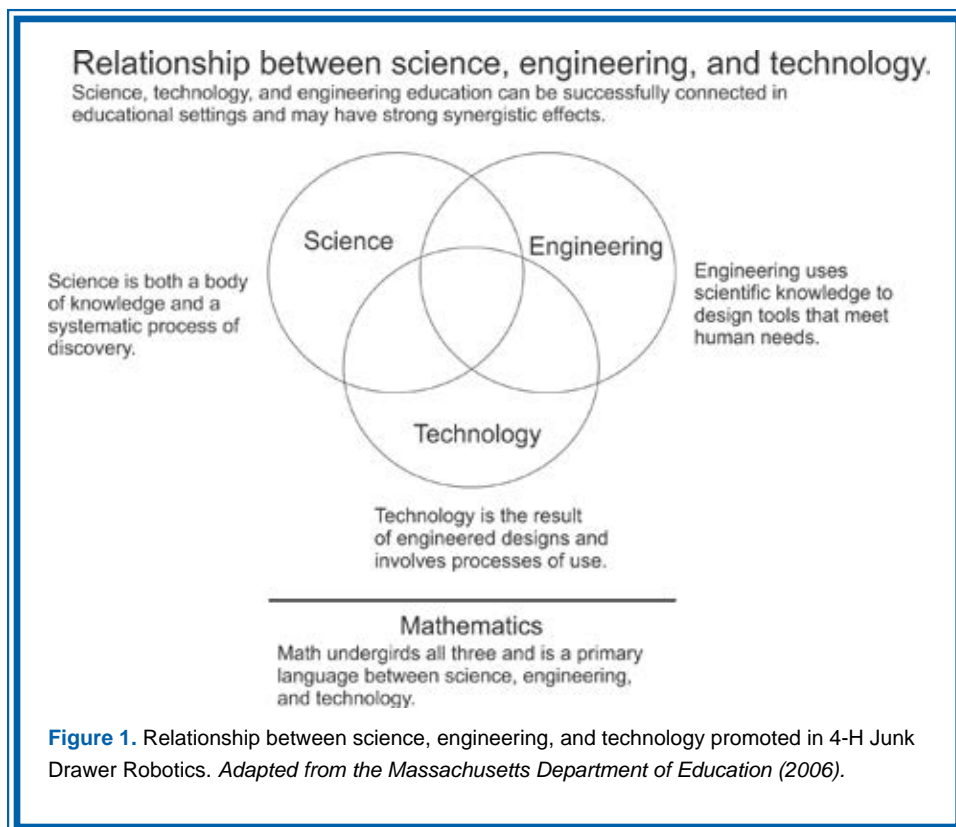 Relationship between science, engineering, and technology.
Science, technology, and engineering education can be successfully connected in
educational settings and may have strong synergistic effects.
Science
Engineering
Science is both a body
of knowledge and a
systematic process of
discovery.
Engineering uses
scientific knowledge to
design tools that meet
human needs.
Technology
Technology is the result
of engineered designs and
involves processes of use.
Mathematics
Math undergirds all three and is a primary
language between science, engineering,
and technology.
Figure 1. Relationship between science, engineering, and technology promoted in 4-H Junk
Drawer Robotics. Adapted from the Massachusetts Department of Education (2006).